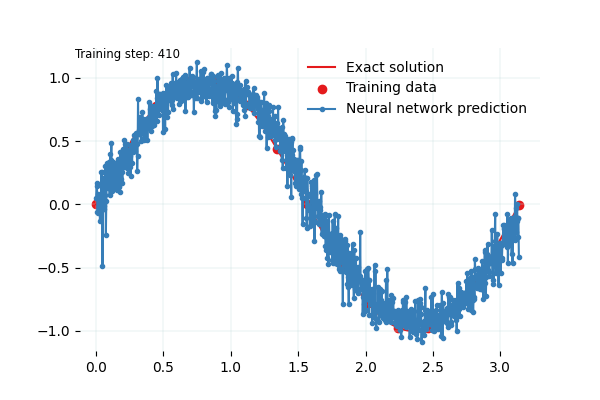 Training step: 410
Exact solution
Training data
Neural network prediction
1.0
0.5
0.0
−0.5
−1.0
0.0 0.5 1.0 1.5 2.0 2.5 3.0